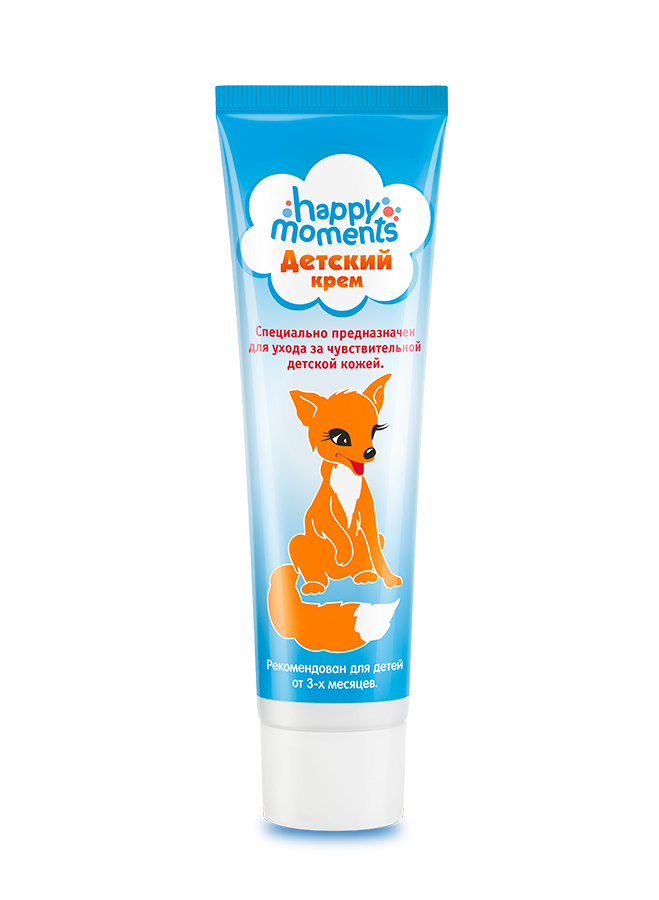 happy
moments
Детский
крем
Специально предназначен
для ухода за чувствительной
детской кожей.
Рекомендован для детей
от 3-х месяцев.